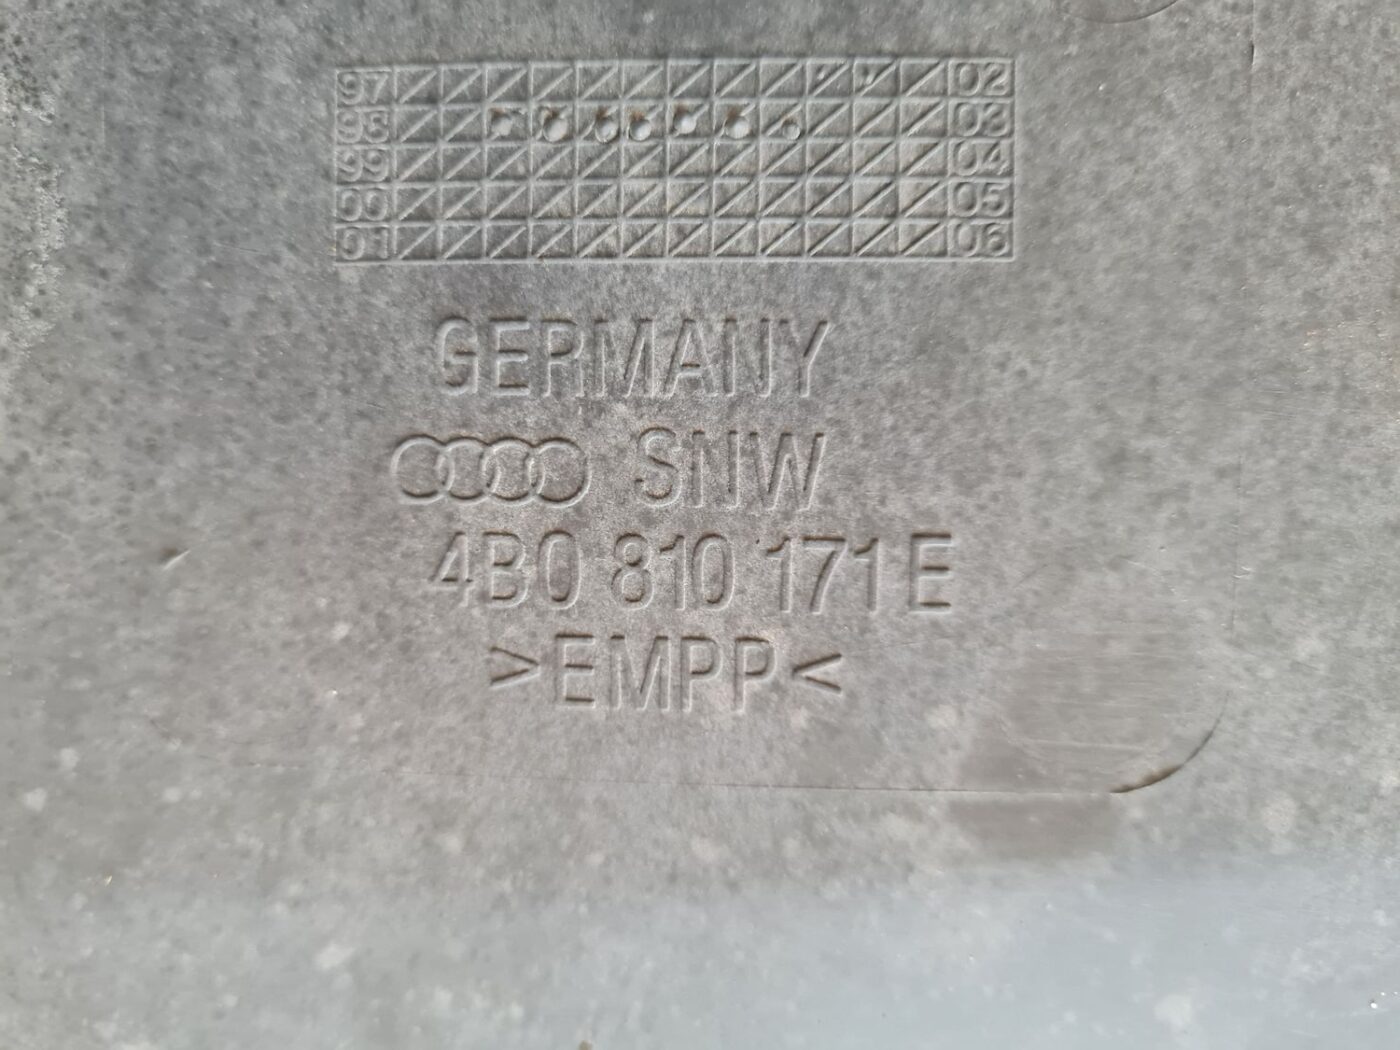 97 02
98 03
99 04
00 05
01 06
GERMANY
SNW
4B0 810 171 E
>EMPP<